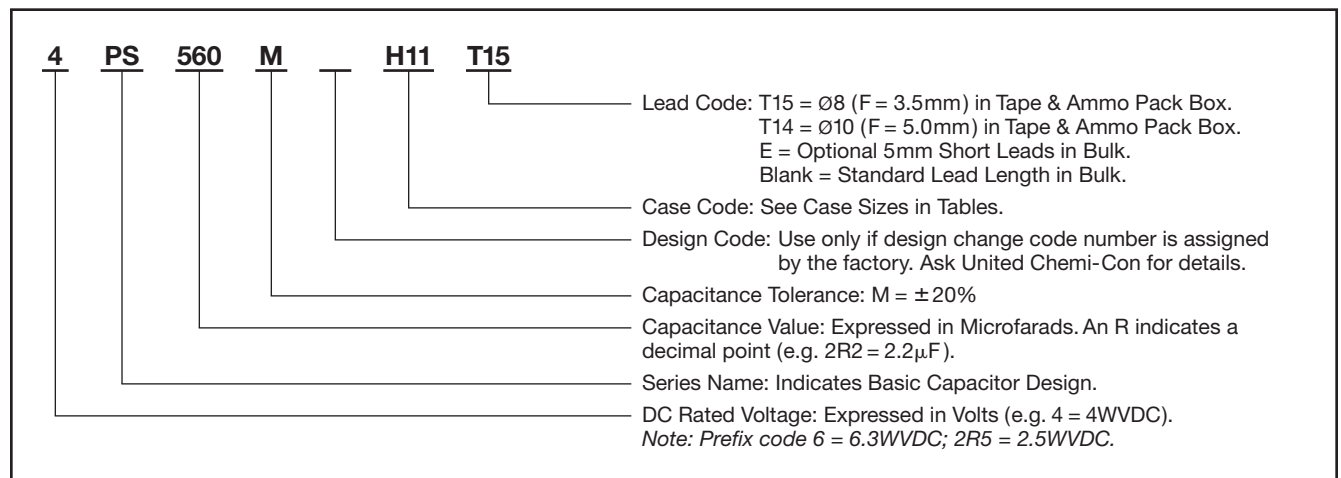 4 PS 560 M _ H11 T15
Lead Code: T15 = Ø8 (F = 3.5mm) in Tape & Ammo Pack Box.
T14 = Ø10 (F = 5.0mm) in Tape & Ammo Pack Box.
E = Optional 5mm Short Leads in Bulk.
Blank = Standard Lead Length in Bulk.
Case Code: See Case Sizes in Tables.
Design Code: Use only if design change code number is assigned
by the factory. Ask United Chemi-Con for details.
Capacitance Tolerance: M = ±20%
Capacitance Value: Expressed in Microfarads. An R indicates a
decimal point (e.g. 2R2 = 2.2µF).
Series Name: Indicates Basic Capacitor Design.
DC Rated Voltage: Expressed in Volts (e.g. 4 = 4WVDC).
Note: Prefix code 6 = 6.3WVDC; 2R5 = 2.5WVDC.